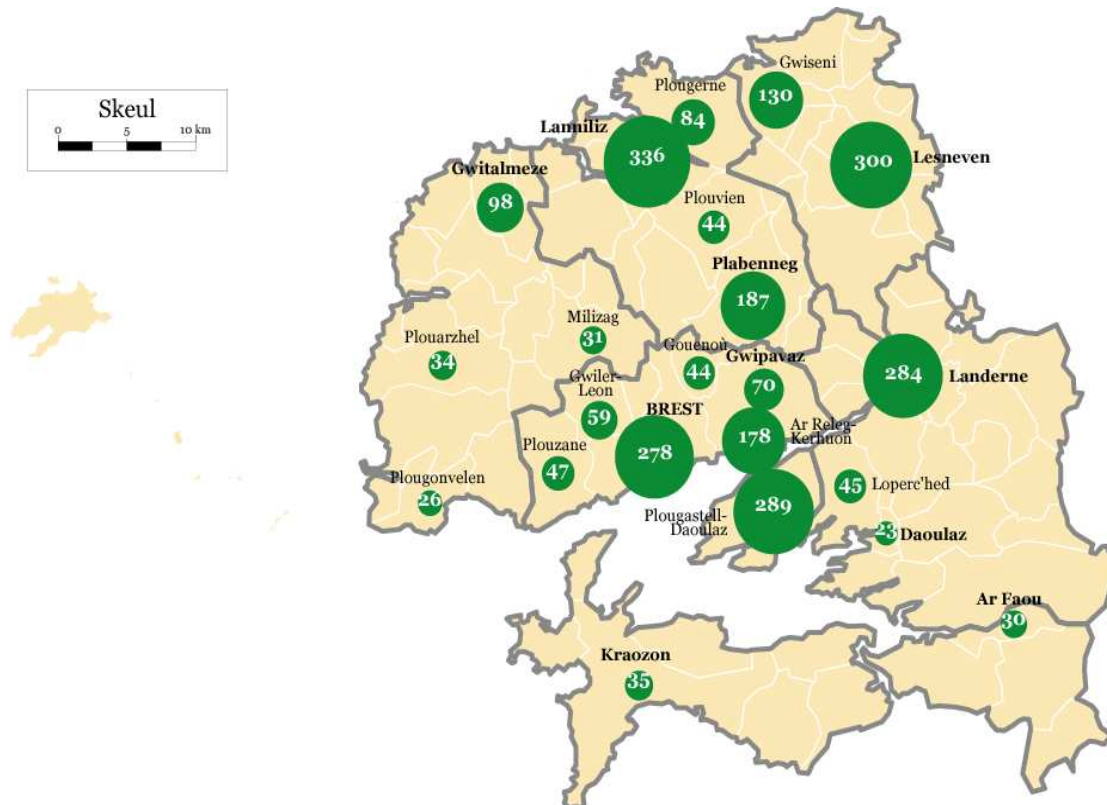 Skeul
0 5 10 km
Gwiseni
130
Plougerne
84
Lanniliz
336
Lesneven
300
Gwitalmeze
98
Plouvien
44
Plabenneg
187
Milizag
31
Plouarzhel
34
Gouenoù
44
Gwipavaz
70
Landerne
284
Gwiler-
Leon
59
BREST
278
Ar Releg-
Kerhuon
178
Plouzane
47
Loperc'hed
45
Plougonvelen
26
Plougastell-
Daoulaz
289
Daoulaz
23
Ar Faou
30
Kraozon
35